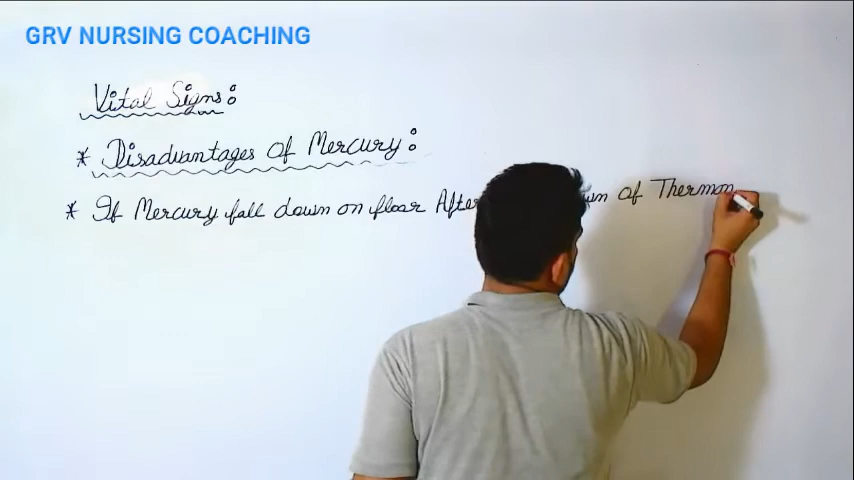 GRV NURSING COACHING
Vital Signs:
* Disadvantages Of Mercury:
* If Mercury fall down on floor After of Thermom